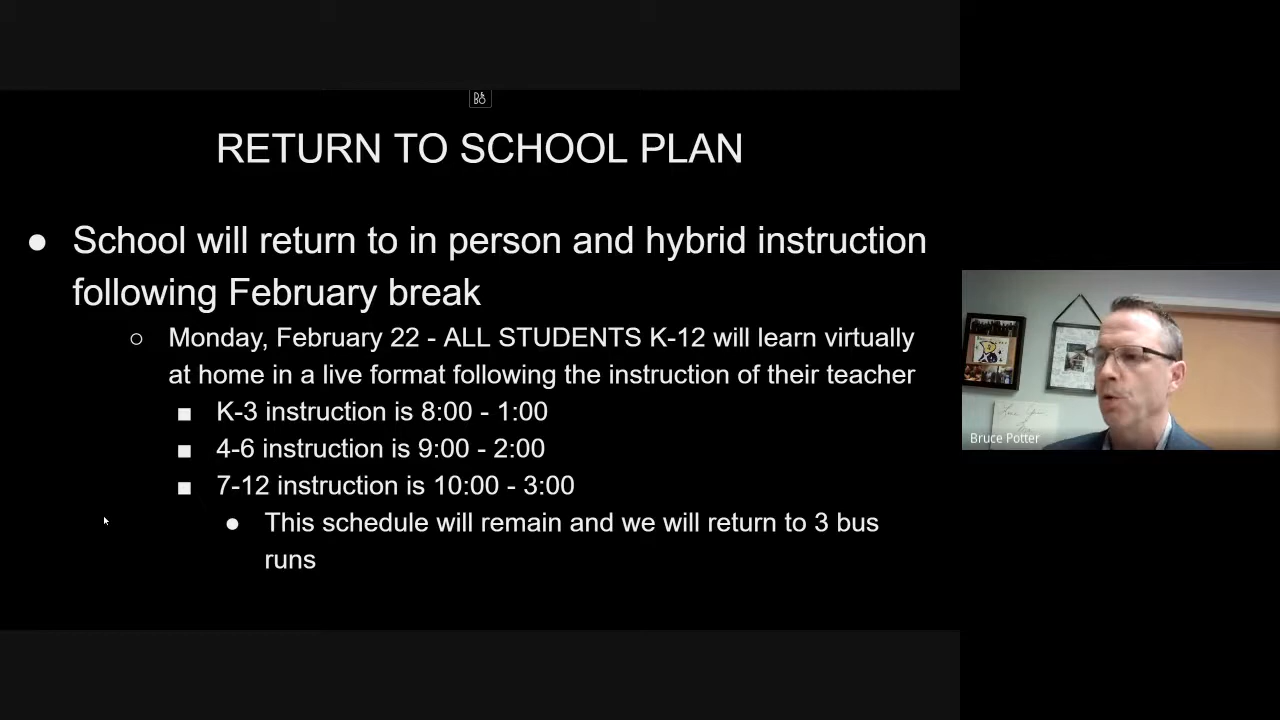 RETURN TO SCHOOL PLAN
● School will return to in person and hybrid instruction
following February break
○ Monday, February 22 - ALL STUDENTS K-12 will learn virtually
at home in a live format following the instruction of their teacher
■ K-3 instruction is 8:00 - 1:00
■ 4-6 instruction is 9:00 - 2:00
■ 7-12 instruction is 10:00 - 3:00
● This schedule will remain and we will return to 3 bus
runs
Bruce Potter